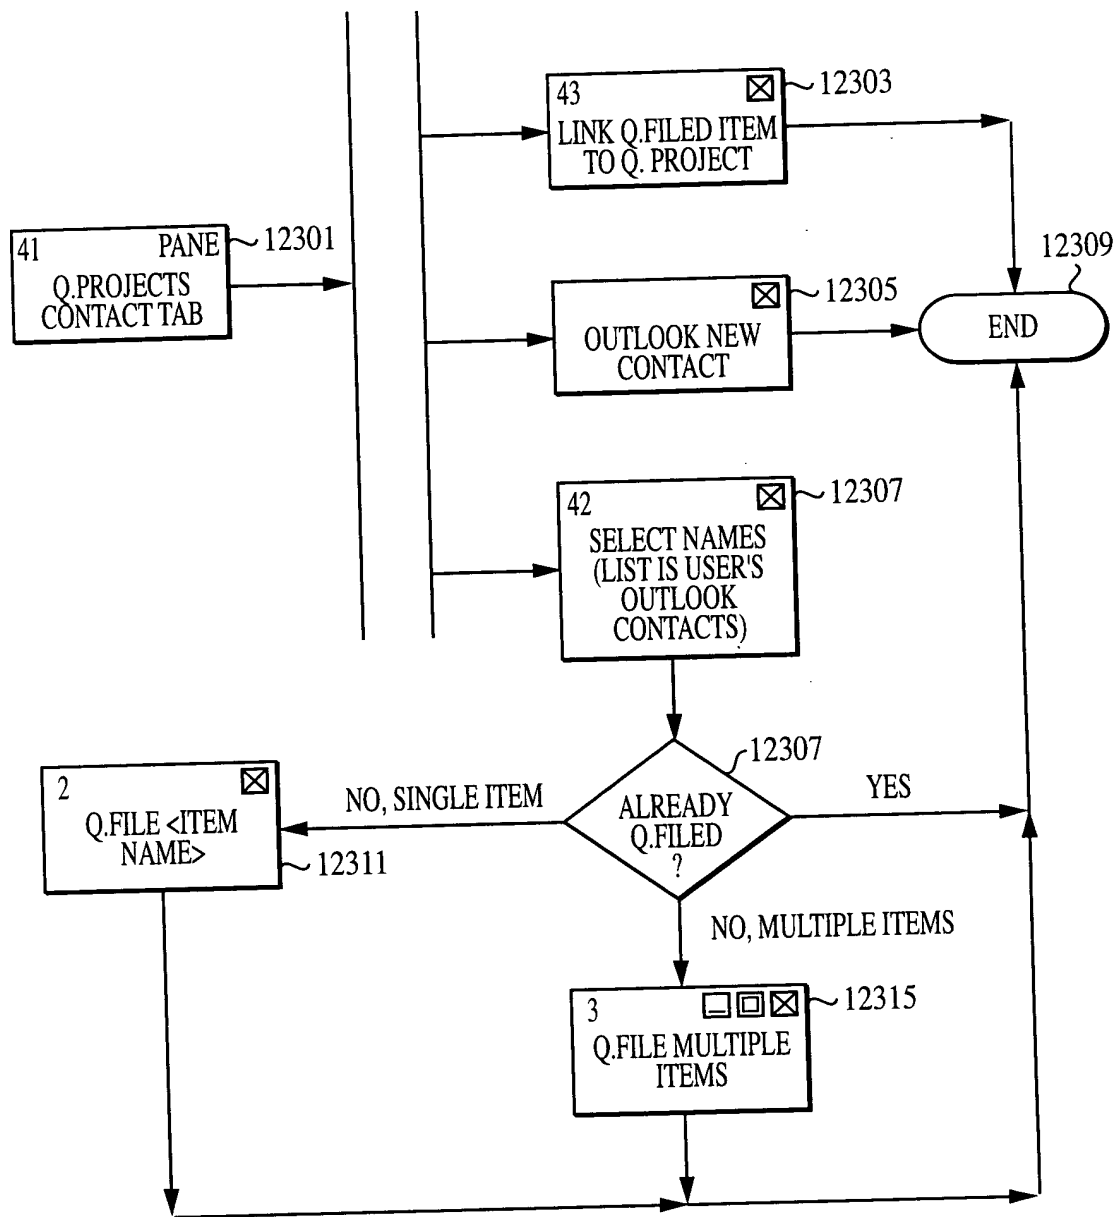 43
12303
LINK Q.FILED ITEM
TO Q. PROJECT
41
PANE
12301
Q.PROJECTS
CONTACT TAB
12309
END
12305
OUTLOOK NEW
CONTACT
42
12307
SELECT NAMES
(LIST IS USER'S
OUTLOOK
CONTACTS)
12307
ALREADY
Q.FILED
?
YES
NO, SINGLE ITEM
2
Q.FILE <ITEM
NAME>
12311
NO, MULTIPLE ITEMS
3
12315
Q.FILE MULTIPLE
ITEMS